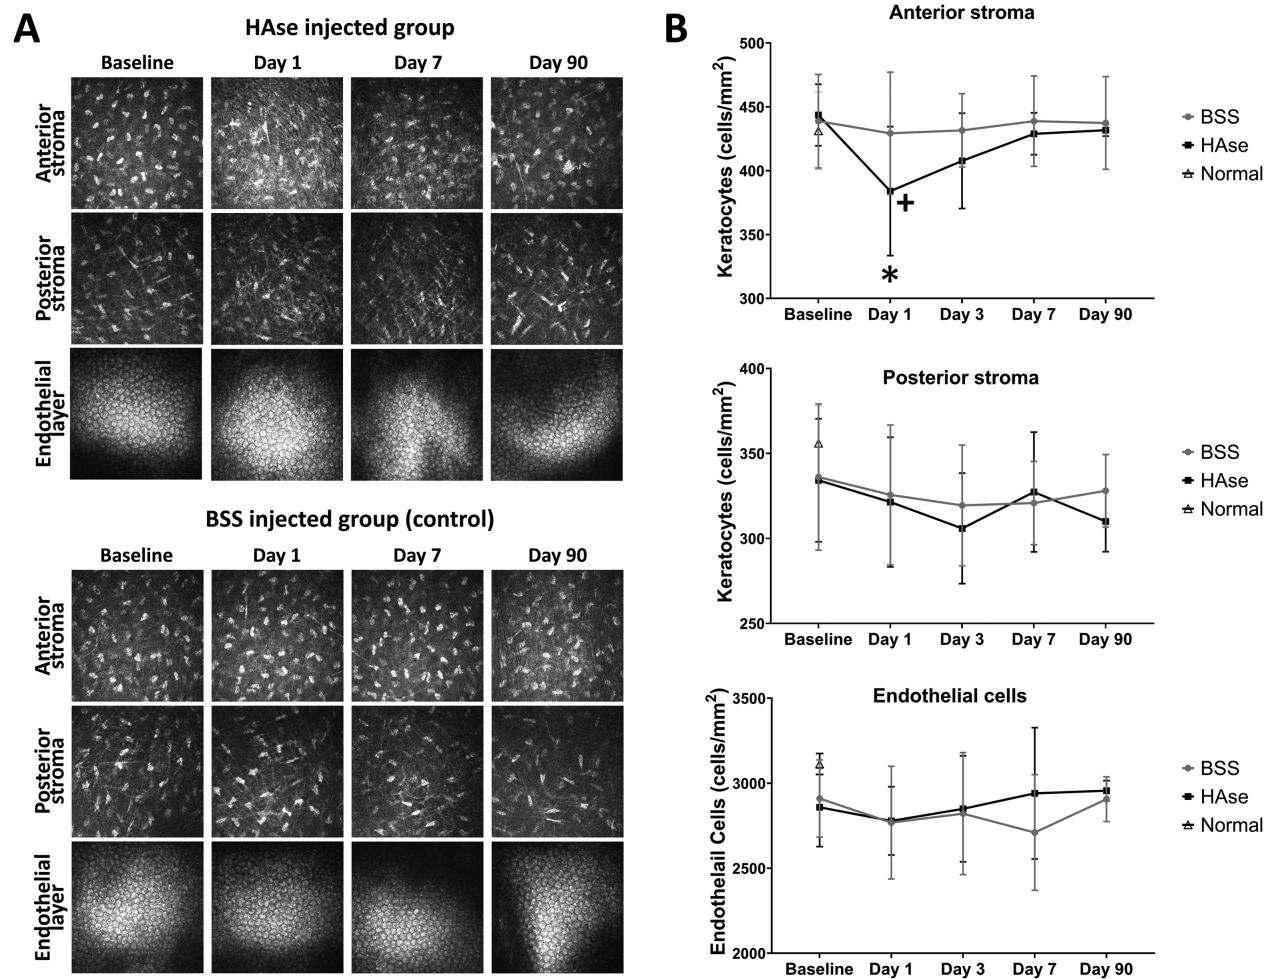 A
HAse injected group
Baseline Day 1 Day 7 Day 90
Anterior
stroma
Posterior
stroma
Endothelial
layer
BSS injected group (control)
Baseline Day 1 Day 7 Day 90
Anterior
stroma
Posterior
stroma
Endothelial
layer
B
Anterior stroma
Keratocytes (cells/mm²)
500
450
400
350
300
+
*
Baseline Day 1 Day 3 Day 7 Day 90
BSS
HAse
Normal
Posterior stroma
Keratocytes (cells/mm²)
400
350
300
250
Baseline Day 1 Day 3 Day 7 Day 90
BSS
HAse
Normal
Endothelial cells
Endothelail Cells (cells/mm²)
3500
3000
2500
2000
Baseline Day 1 Day 3 Day 7 Day 90
BSS
HAse
Normal